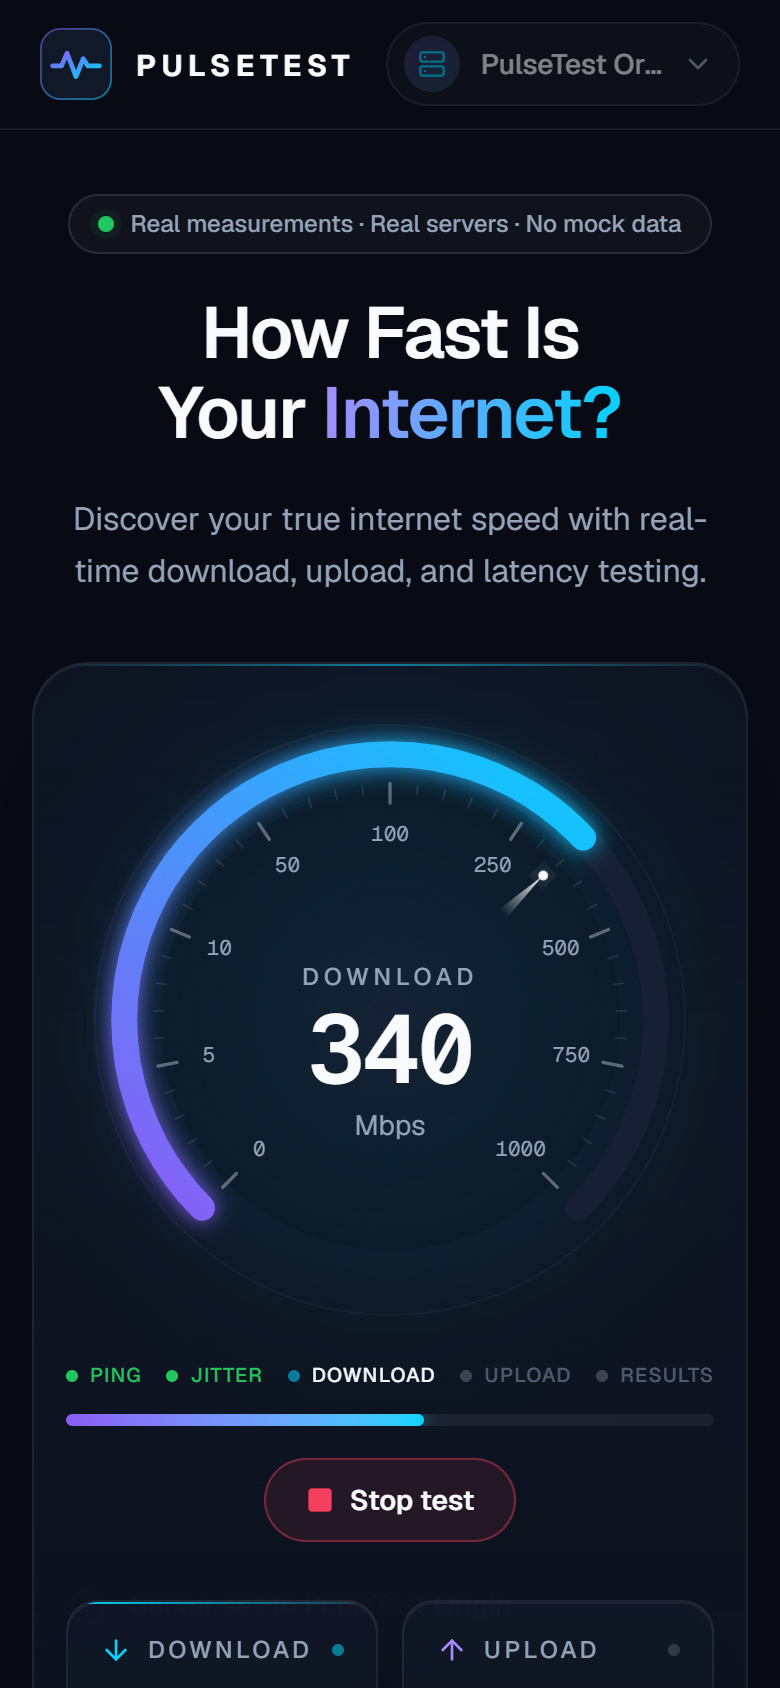 PULSETEST
PulseTest Or...
Real measurements · Real servers · No mock data
How Fast Is
Your Internet?
Discover your true internet speed with real-
time download, upload, and latency testing.
100
50
250
10
500
DOWNLOAD
340
5
750
Mbps
0
1000
PING
JITTER
DOWNLOAD
UPLOAD
RESULTS
Stop test
DOWNLOAD
UPLOAD